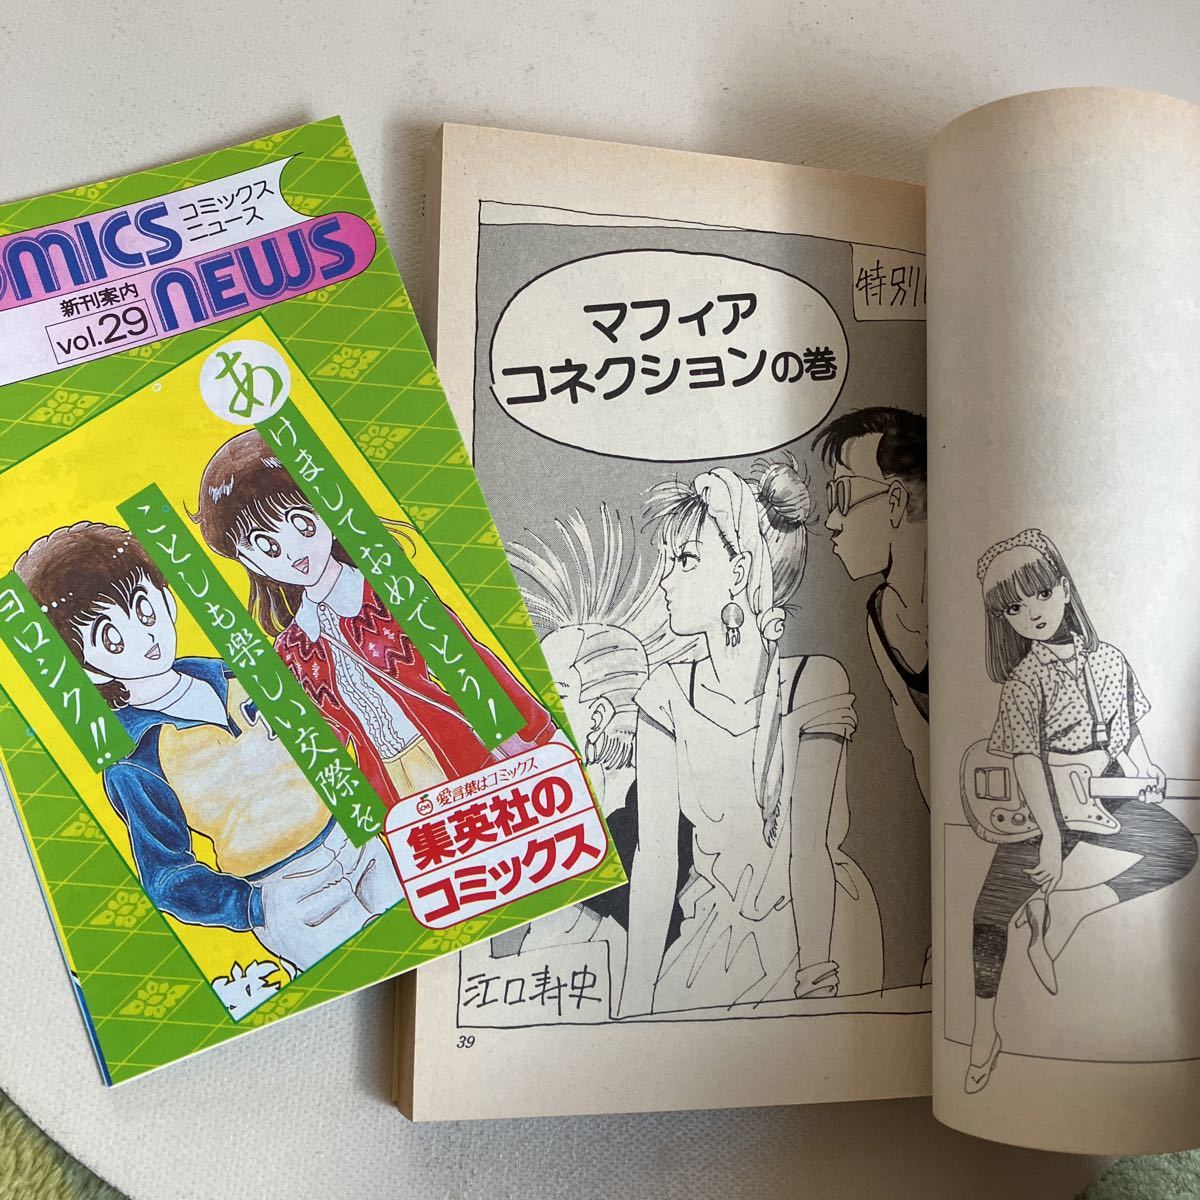 COMICS
コミックス
ニュース
NEWS
新刊案内
vol.29
あけましておめでとう!
ことしも楽しい交際を
ヨロシク!!
愛言葉はコミックス
集英社の
コミックス
マフィア
コネクションの巻
特別
江口寿史
39